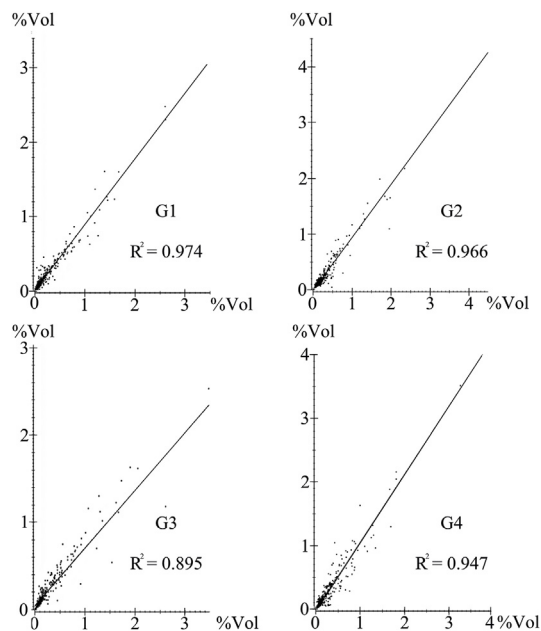 %Vol
3
2
1
0
0 1 2 3 %Vol
G1
R² = 0.974
%Vol
4
3
2
1
0
0 1 2 3 4 %Vol
G2
R² = 0.966
%Vol
3
2
1
0
0 1 2 3 %Vol
G3
R² = 0.895
%Vol
4
3
2
1
0
0 1 2 3 4 %Vol
G4
R² = 0.947